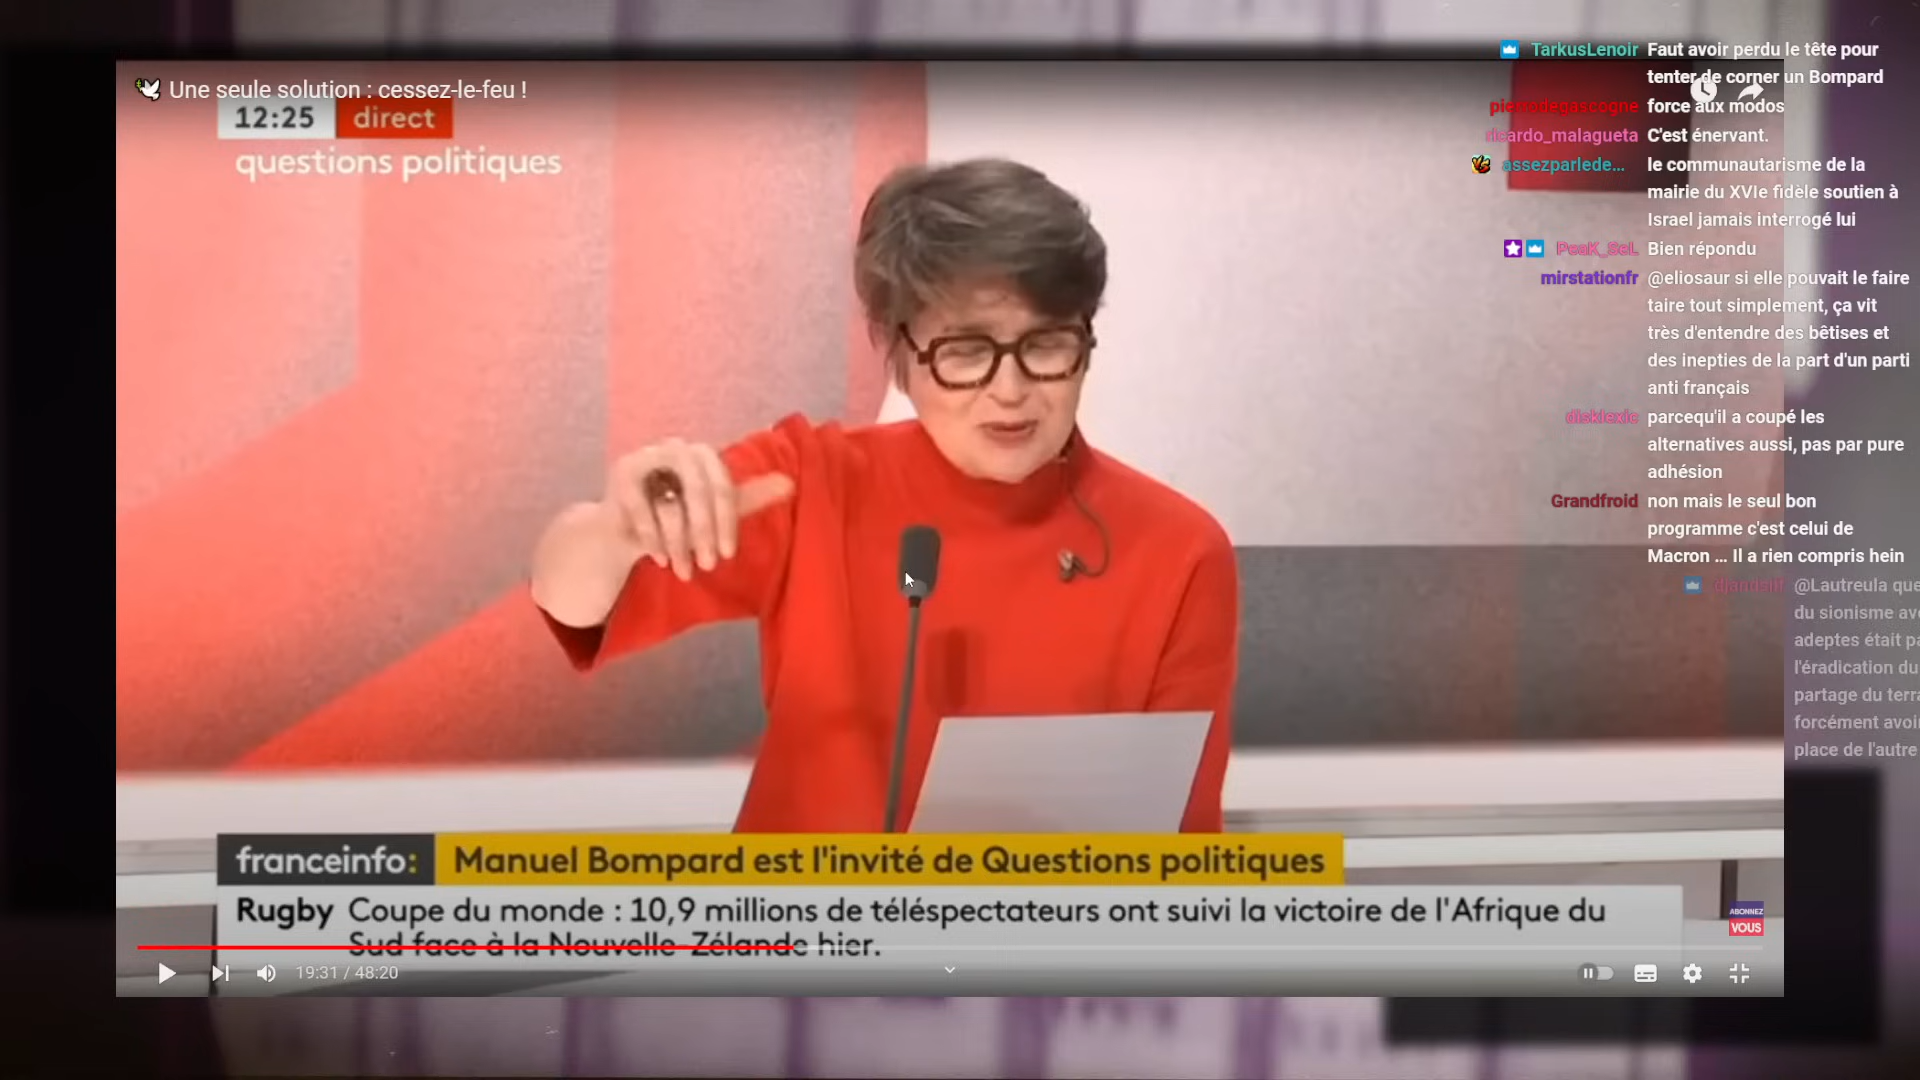 Une seule solution : cessez-le-feu !
12:25 direct
questions politiques
TarkusLenoir Faut avoir perdu le tête pour
tenter de corner un Bompard
pierrodegascogne force aux modos
ricardo_malagueta C'est énervant.
assezparlede... le communautarisme de la
mairie du XVIe fidèle soutien à
Israel jamais interrogé lui
PeaK_SeL Bien répondu
mirstationfr @eliosaur si elle pouvait le faire
taire tout simplement, ça vit
très d'entendre des bêtises et
des inepties de la part d'un parti
anti français
disklexic parcequ'il a coupé les
alternatives aussi, pas par pure
adhésion
Grandfroid non mais le seul bon
programme c'est celui de
Macron ... Il a rien compris hein
@Lautreula que
du sionisme
adeptes était
l'éradication du
partage du
forcément
place de l'autre
franceinfo: Manuel Bompard est l'invité de Questions politiques
Rugby Coupe du monde : 10,9 millions de téléspectateurs ont suivi la victoire de l'Afrique du
Sud face à la Nouvelle-Zélande hier.
ABONNEZ
VOUS
19:31 / 48:20